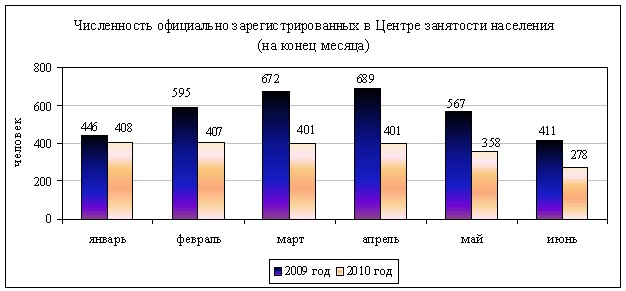 Численность официально зарегистрированных в Центре занятости населения
(на конец месяца)
человек
800
600
400
200
0
446
408
595
407
672
401
689
401
567
358
411
278
январь
февраль
март
апрель
май
июнь
2009 год
2010 год